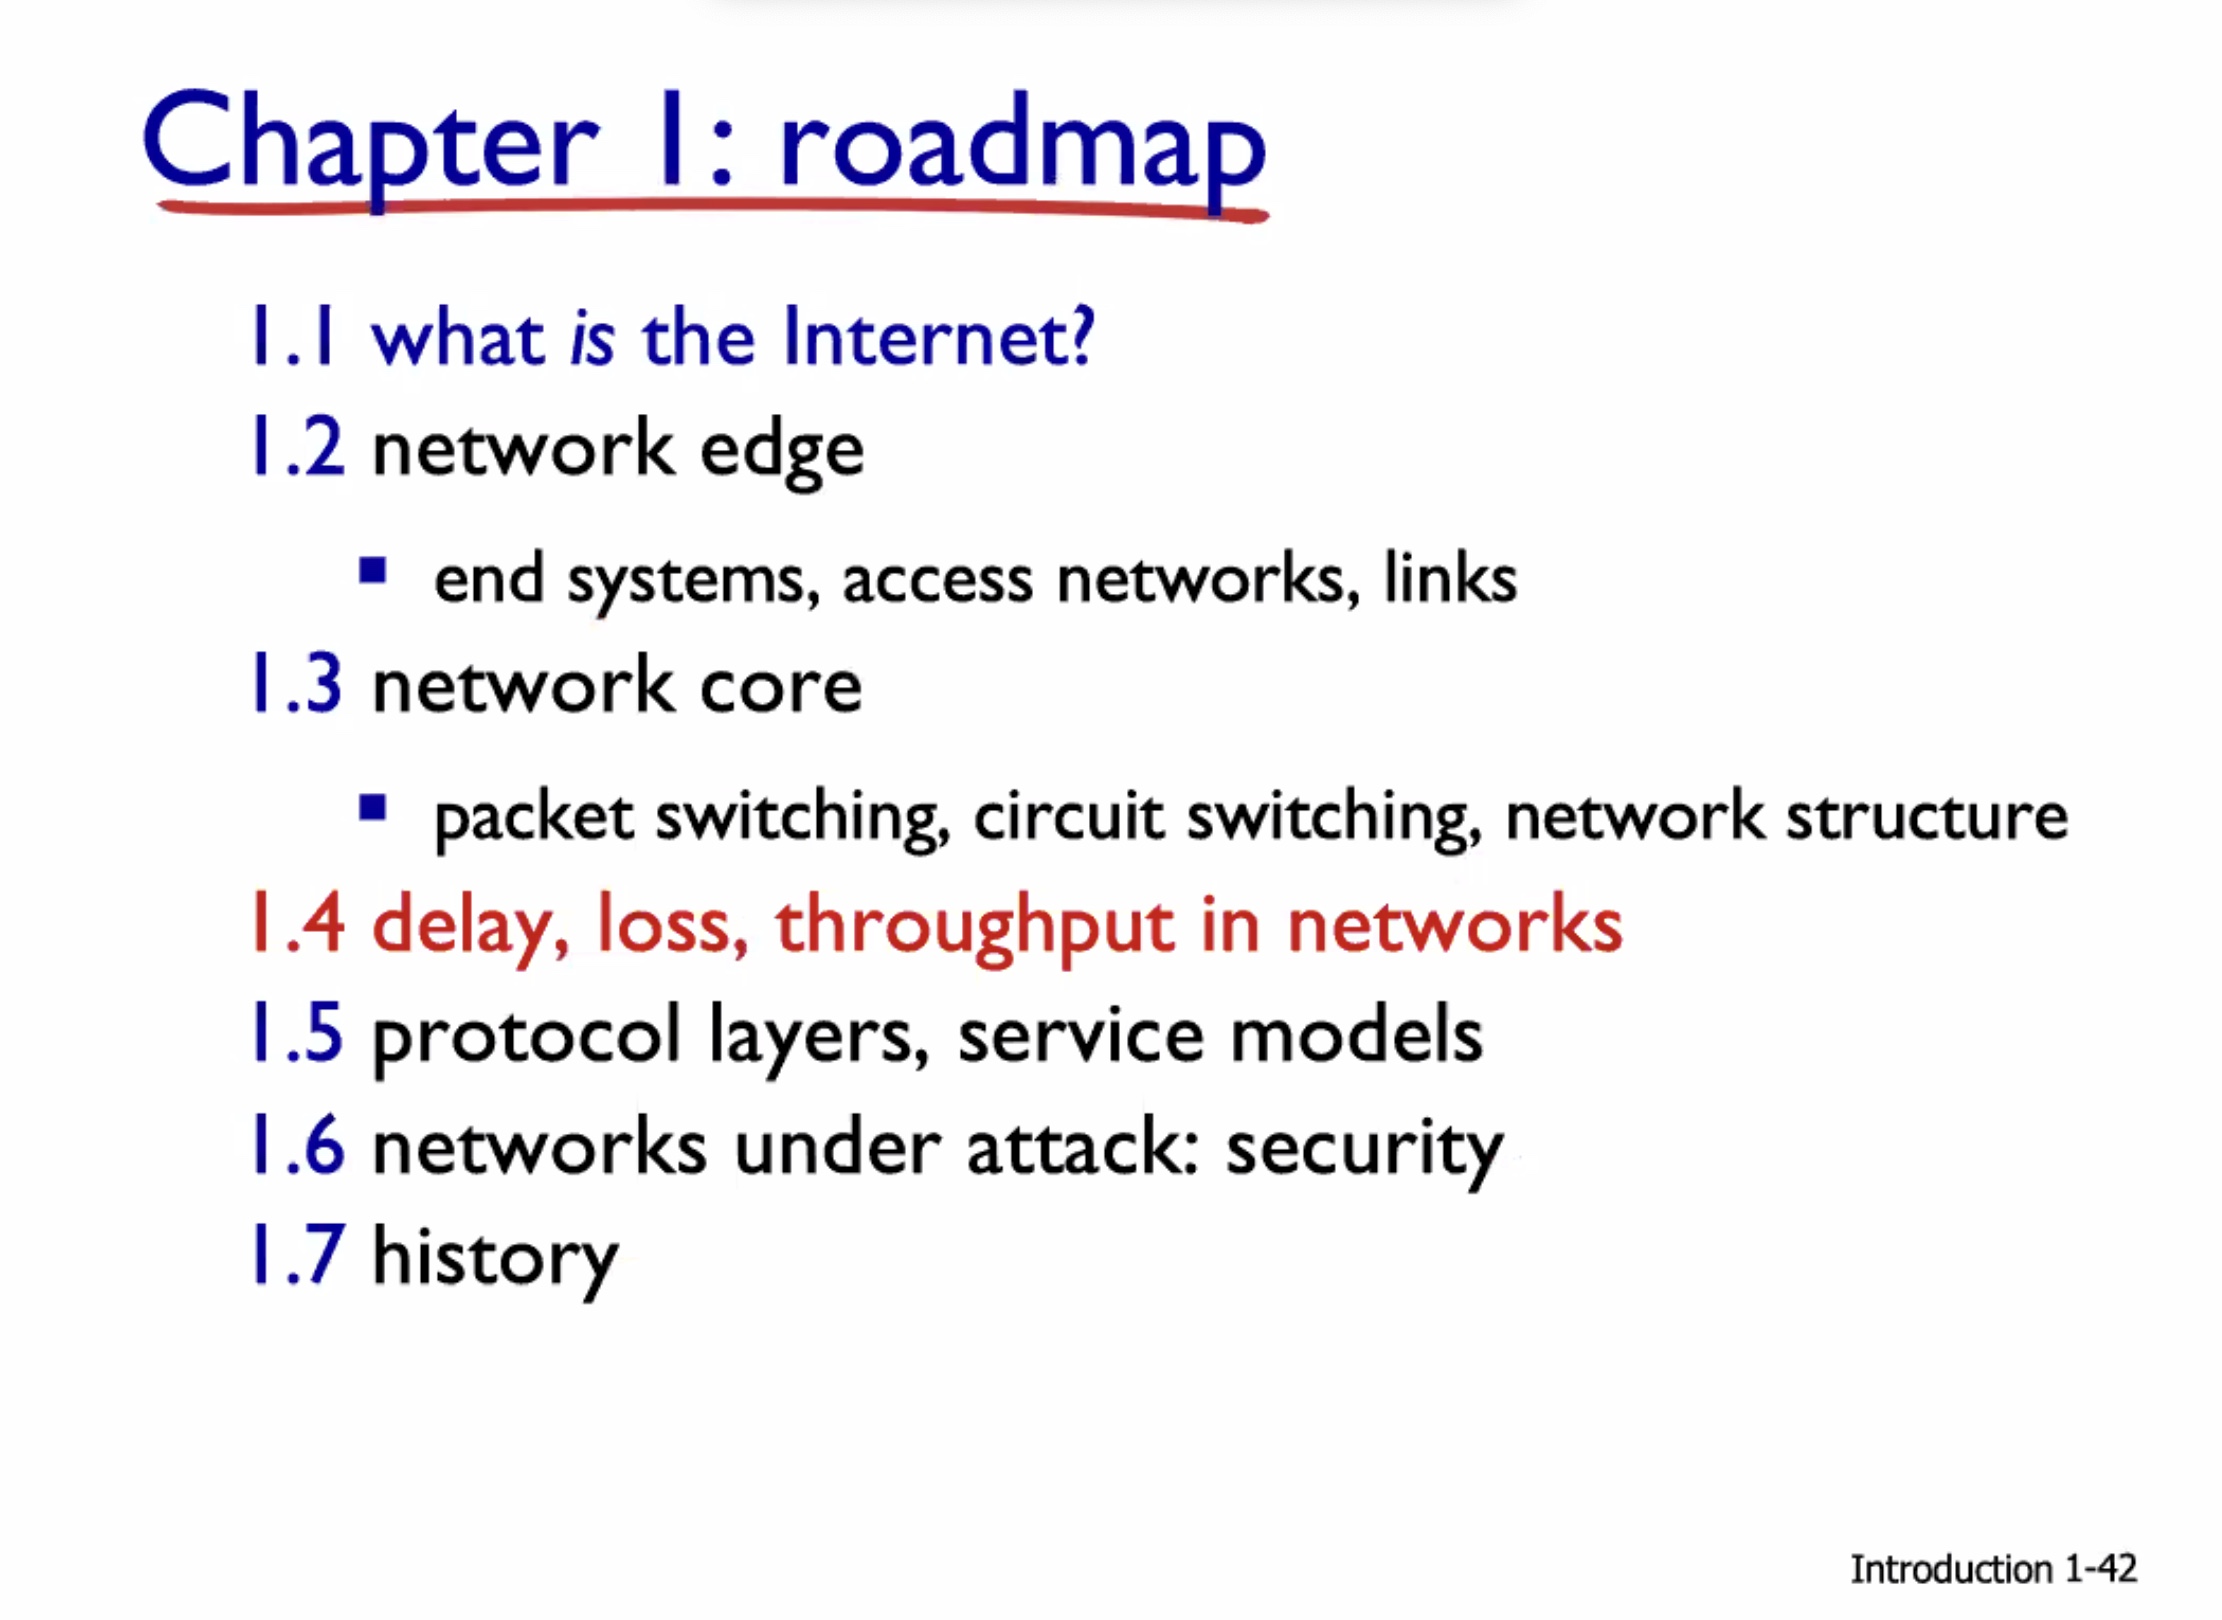 Chapter 1: roadmap
1.1 what is the Internet?
1.2 network edge
▪ end systems, access networks, links
1.3 network core
▪ packet switching, circuit switching, network structure
1.4 delay, loss, throughput in networks
1.5 protocol layers, service models
1.6 networks under attack: security
1.7 history
Introduction 1-42